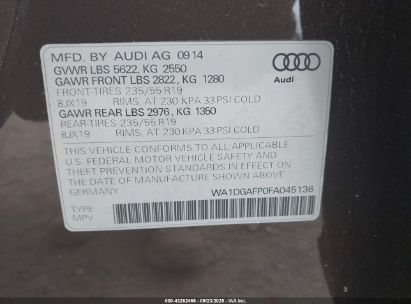 MFD. BY AUDI AG 09 14
GVWR LBS 5622, KG 2550
GAWR FRONT LBS 2822, KG 1280
FRONT-TIRES 235/55 R19
8JX19 RIMS, AT 230 KPA 33 PSI COLD
GAWR REAR LBS 2976, KG 1350
REAR-TIRES 235/55 R19
8JX19 RIMS, AT 230 KPA 33 PSI COLD
Audi
THIS VEHICLE CONFORMS TO ALL APPLICABLE
U.S. FEDERAL MOTOR VEHICLE SAFETY AND
THEFT PREVENTION STANDARDS IN EFFECT ON
THE DATE OF MANUFACTURE SHOWN ABOVE
GERMANY WA1DGAFP0FA045136
TYPE:
MPV